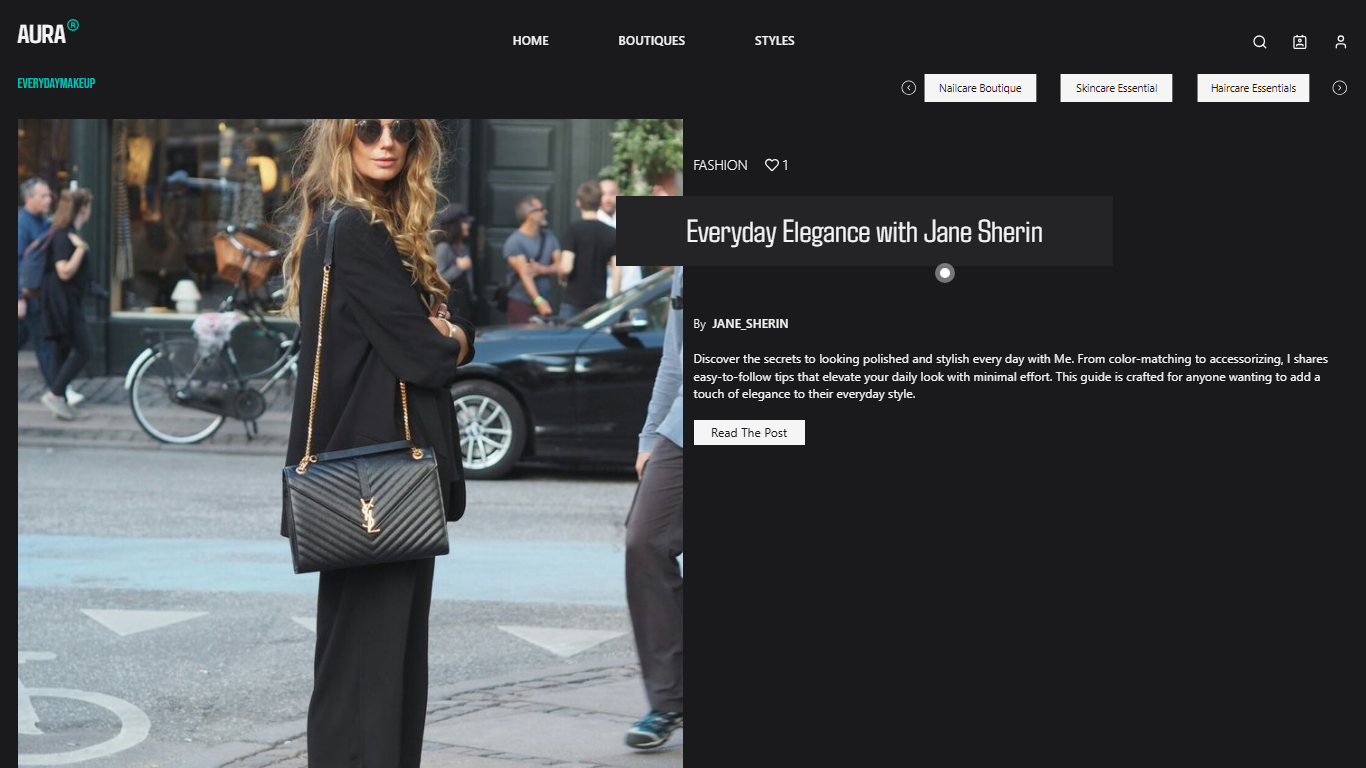 AURA®
HOME BOUTIQUES STYLES
EVERYDAYMAKEUP
Nailcare Boutique Skincare Essential Haircare Essentials
FASHION 1
Everyday Elegance with Jane Sherin
By JANE_SHERIN
Discover the secrets to looking polished and stylish every day with Me. From color-matching to accessorizing, I shares
easy-to-follow tips that elevate your daily look with minimal effort. This guide is crafted for anyone wanting to add a
touch of elegance to their everyday style.
Read The Post
YSL